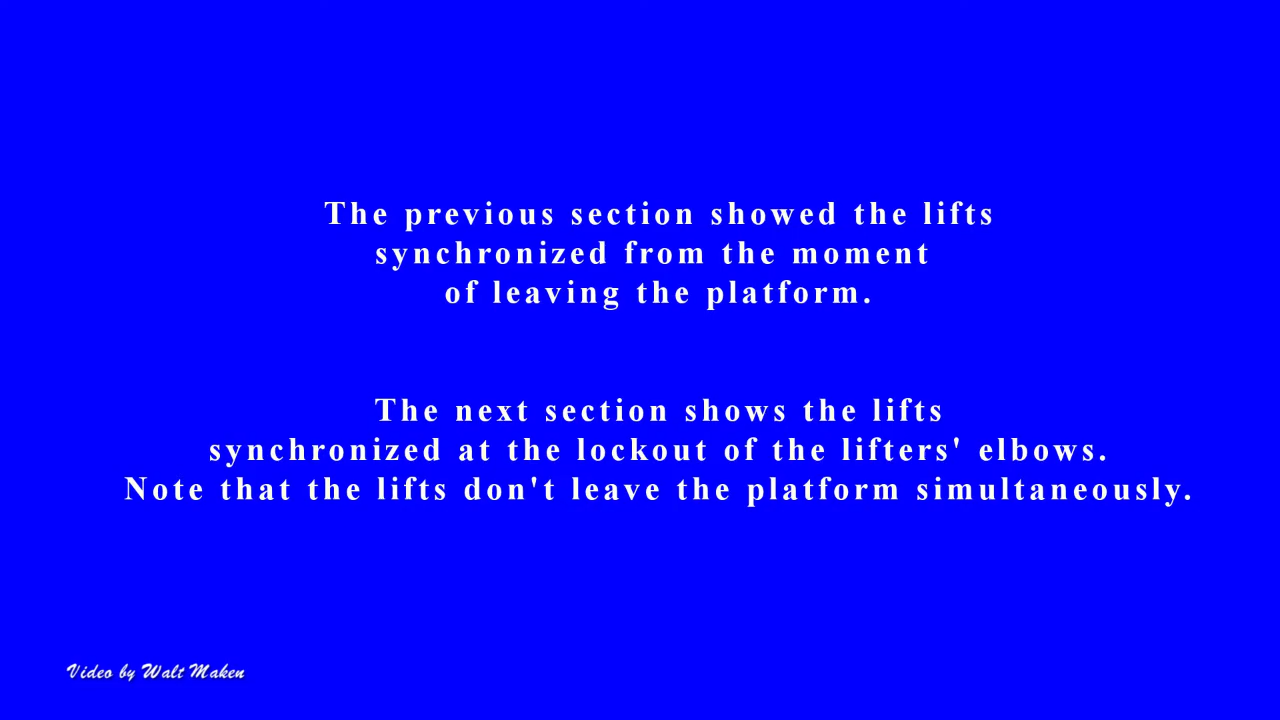 The previous section showed the lifts
synchronized from the moment
of leaving the platform.
The next section shows the lifts
synchronized at the lockout of the lifters' elbows.
Note that the lifts don't leave the platform simultaneously.
Video by Walt Maken